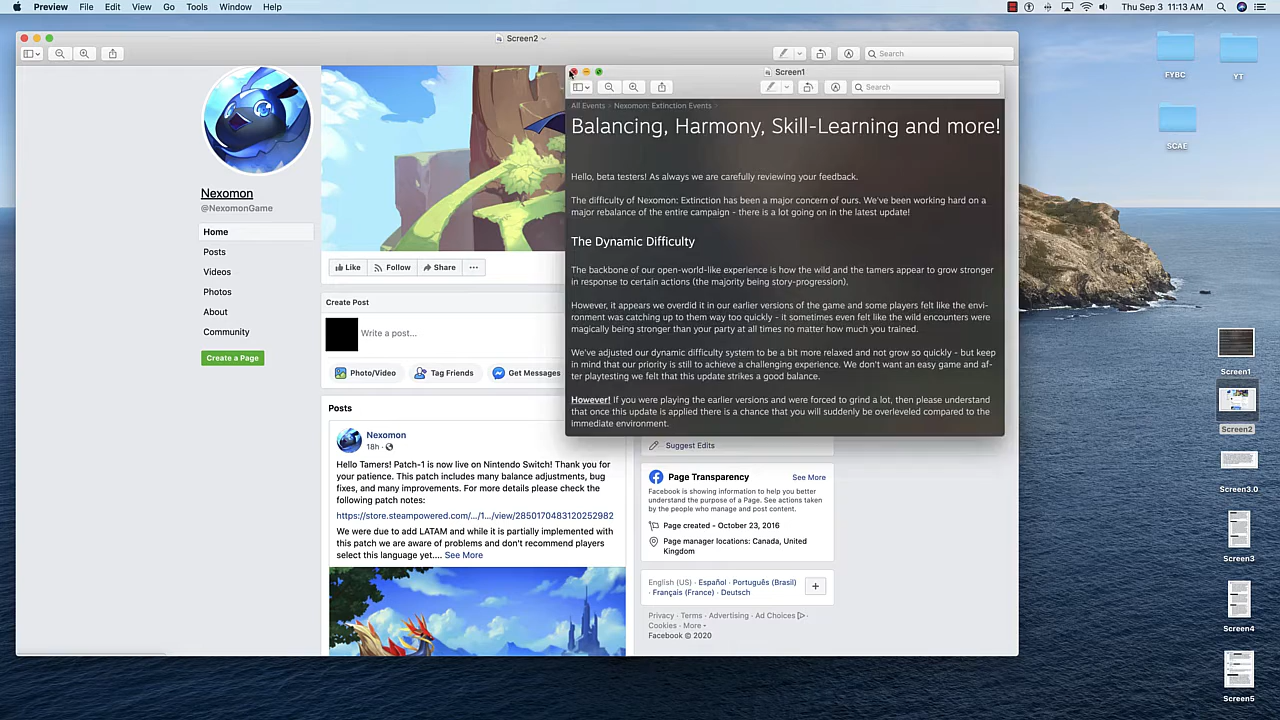 Preview File Edit View Go Tools Window Help
Thu Sep 3 11:13 AM
FYBC
YT
SCAE
Screen1
Screen2
Screen3.0
Screen3
Screen4
Screen5
Screen2
Search
Nexomon
@NexomonGame
Home
Posts
Videos
Photos
About
Community
Create a Page
Like Follow Share
Create Post
Write a post...
Photo/Video Tag Friends Get Messages
Posts
Nexomon
18h
Hello Tamers! Patch-1 is now live on Nintendo Switch! Thank you for
your patience. This patch includes many balance adjustments, bug
fixes, and many improvements. For more details please check the
following patch notes:
https://store.steampowered.com/.../1.../view/2850170483120252982
We were due to add LATAM and while it is partially implemented with
this patch we are aware of problems and don't recommend players
select this language yet.... See More
Screen1
Search
All Events > Nexomon: Extinction Events
Balancing, Harmony, Skill-Learning and more!
Hello, beta testers! As always we are carefully reviewing your feedback.
The difficulty of Nexomon: Extinction has been a major concern of ours. We've been working hard on a
major rebalance of the entire campaign - there is a lot going on in the latest update!
The Dynamic Difficulty
The backbone of our open-world-like experience is how the wild and the tamers appear to grow stronger
in response to certain actions (the majority being story-progression).
However, it appears we overdid it in our earlier versions of the game and some players felt like the envi-
ronment was catching up to them way too quickly - it sometimes even felt like the wild encounters were
magically being stronger than your party at all times no matter how much you trained.
We've adjusted our dynamic difficulty system to be a bit more relaxed and not grow so quickly - but keep
in mind that our priority is still to achieve a challenging experience. We don't want an easy game and af-
ter playtesting we felt that this update strikes a good balance.
However! If you were playing the earlier versions and were forced to grind a lot, then please understand
that once this update is applied there is a chance that you will suddenly be overleveled compared to the
immediate environment.
Suggest Edits
Page Transparency See More
Facebook is showing information to help you better
understand the purpose of a Page. See actions taken
by the people who manage and post content.
Page created - October 23, 2016
Page manager locations: Canada, United
Kingdom
English (US) · Español · Português (Brasil) ·
Français (France) · Deutsch
Privacy · Terms · Advertising · Ad Choices ·
Cookies · More
Facebook © 2020